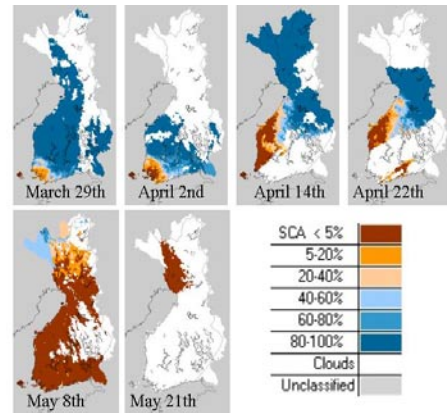 March 29th
April 2nd
April 14th
April 22th
May 8th
May 21th
SCA < 5%
5-20%
20-40%
40-60%
60-80%
80-100%
Clouds
Unclassified